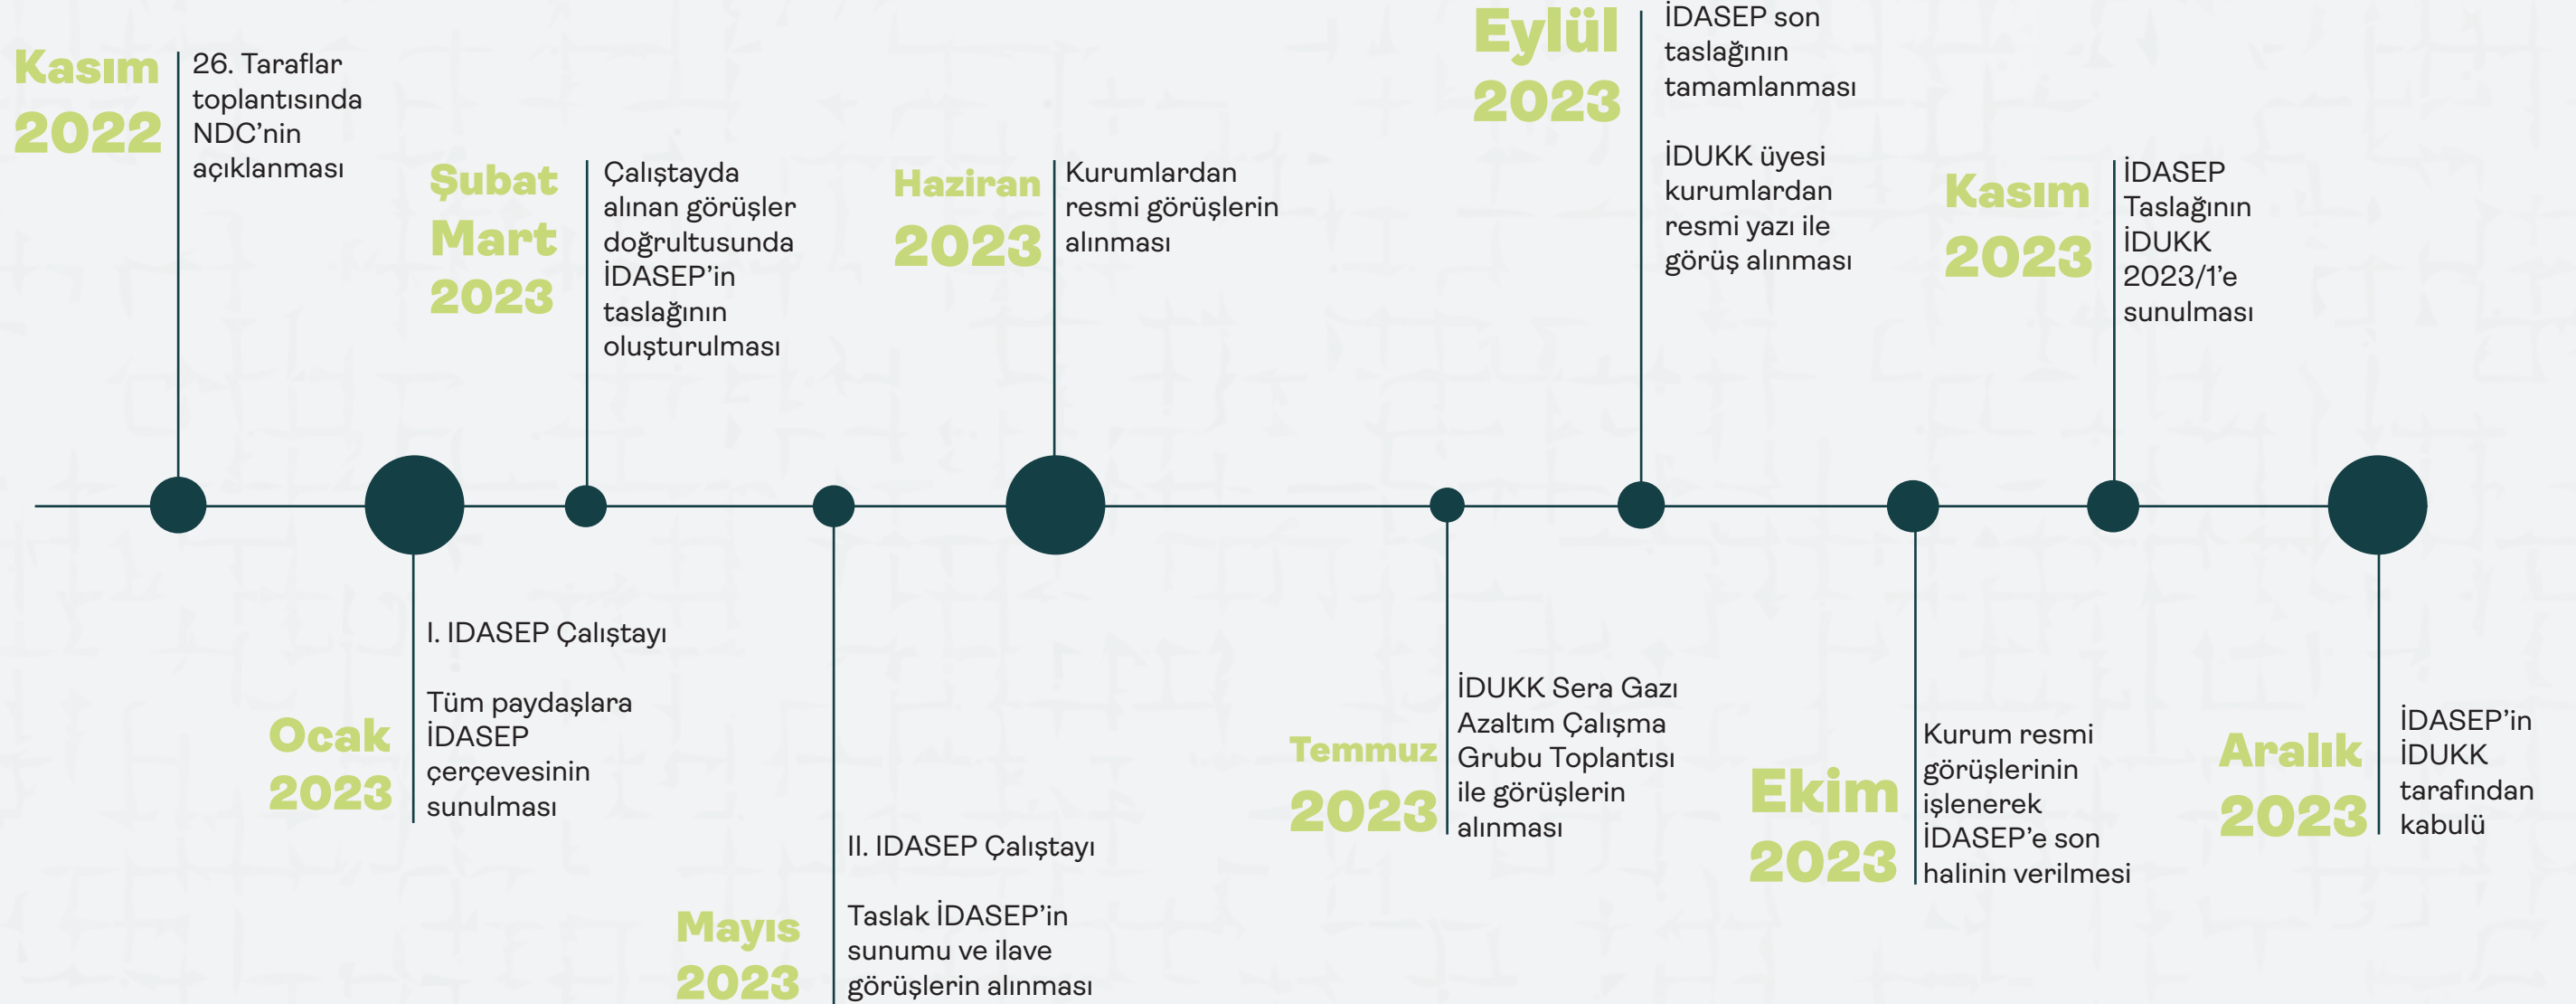 Kasım
2022
26. Taraflar
toplantısında
NDC’nin
açıklanması
Ocak
2023
I. IDASEP Çalıştayı
Tüm paydaşlara
İDASEP
çerçevesinin
sunulması
Şubat
Mart
2023
Çalıştayda
alınan görüşler
doğrultusunda
İDASEP’in
taslağının
oluşturulması
Mayıs
2023
II. IDASEP Çalıştayı
Taslak İDASEP’in
sunumu ve ilave
görüşlerin alınması
Haziran
2023
Kurumlardan
resmi görüşlerin
alınması
Temmuz
2023
İDUKK Sera Gazı
Azaltım Çalışma
Grubu Toplantısı
ile görüşlerin
alınması
Eylül
2023
İDASEP son
taslağının
tamamlanması
İDUKK üyesi
kurumlardan
resmi yazı ile
görüş alınması
Ekim
2023
Kurum resmi
görüşlerinin
işlenerek
İDASEP’e son
halinin verilmesi
Kasım
2023
İDASEP
Taslağının
İDUKK
2023/1’e
sunulması
Aralık
2023
İDASEP’in
İDUKK
tarafından
kabulü